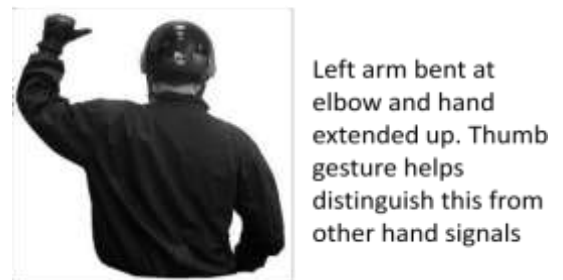 Left arm bent at
elbow and hand
extended up. Thumb
gesture helps
distinguish this from
other hand signals